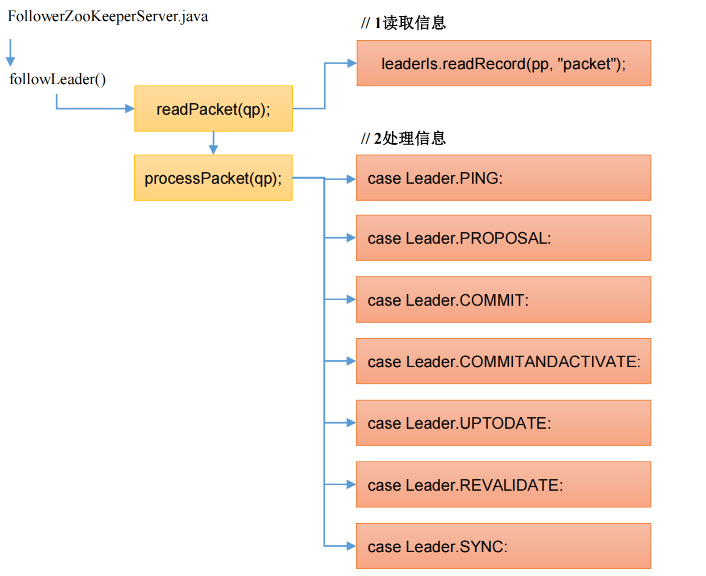 FollowerZooKeeperServer.java
followLeader()
readPacket(qp);
processPacket(qp);
// 1读取信息
leaderIs.readRecord(pp, "packet");
// 2处理信息
case Leader.PING:
case Leader.PROPOSAL:
case Leader.COMMIT:
case Leader.COMMITANDACTIVATE:
case Leader.UPTODATE:
case Leader.REVALIDATE:
case Leader.SYNC: